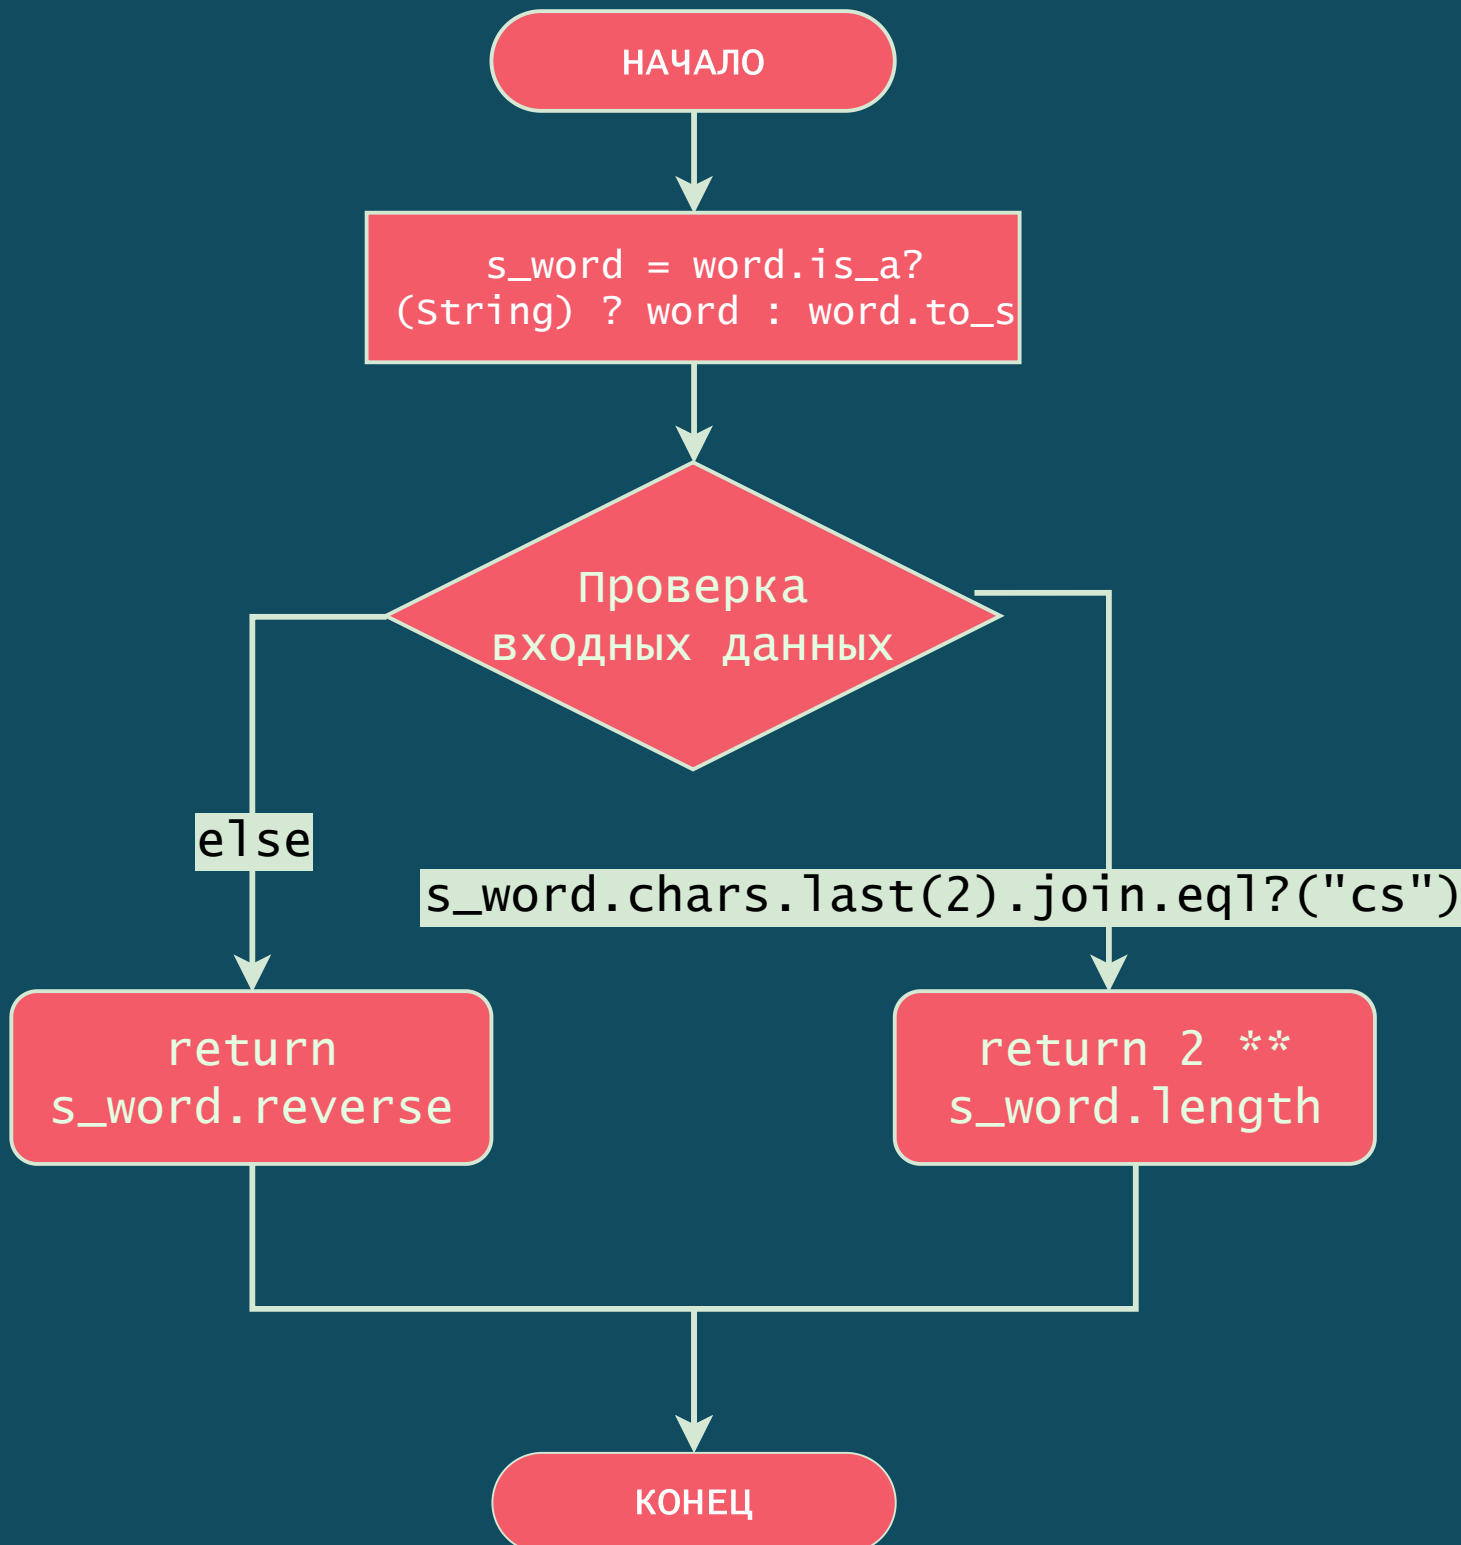 НАЧАЛО
s_word = word.is_a?
(String) ? word : word.to_s
Проверка
входных данных
else
s_word.chars.last(2).join.eql?("cs")
return
s_word.reverse
return 2 **
s_word.length
КОНЕЦ